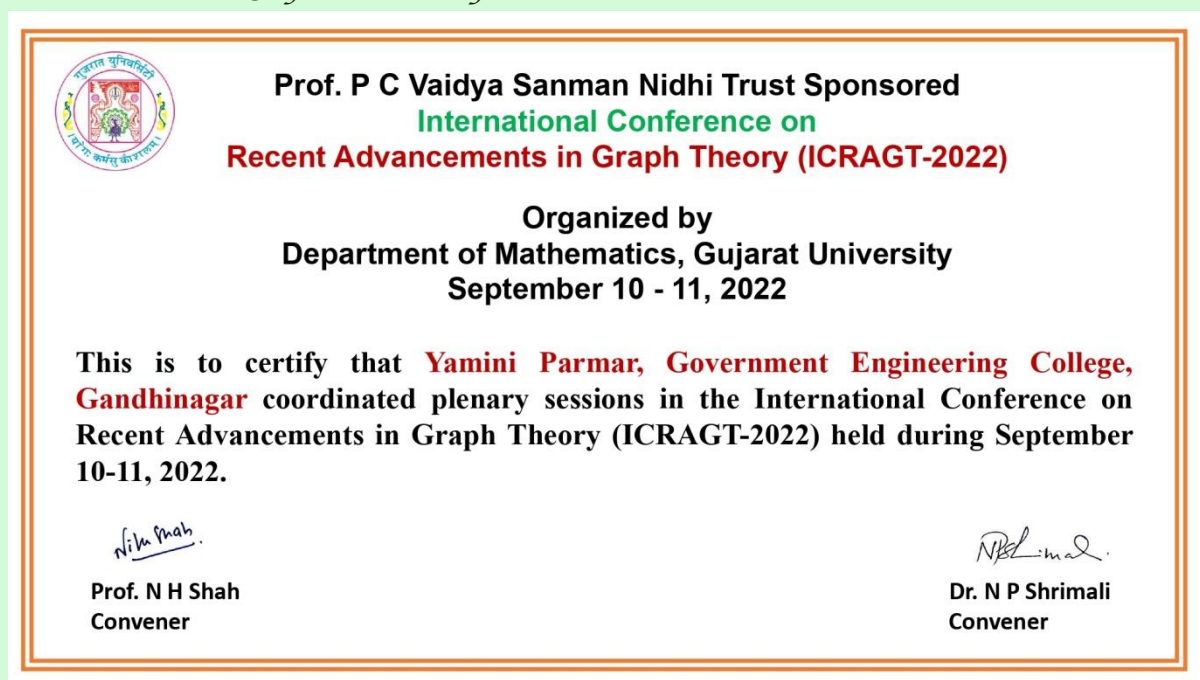 गुजरात युनिवर्सिटी
Prof. P C Vaidya Sanman Nidhi Trust Sponsored
International Conference on
Recent Advancements in Graph Theory (ICRAGT-2022)
Organized by
Department of Mathematics, Gujarat University
September 10 - 11, 2022
This is to certify that Yamini Parmar, Government Engineering College,
Gandhinagar coordinated plenary sessions in the International Conference on
Recent Advancements in Graph Theory (ICRAGT-2022) held during September
10-11, 2022.
Prof. N H Shah
Convener
Dr. N P Shrimali
Convener